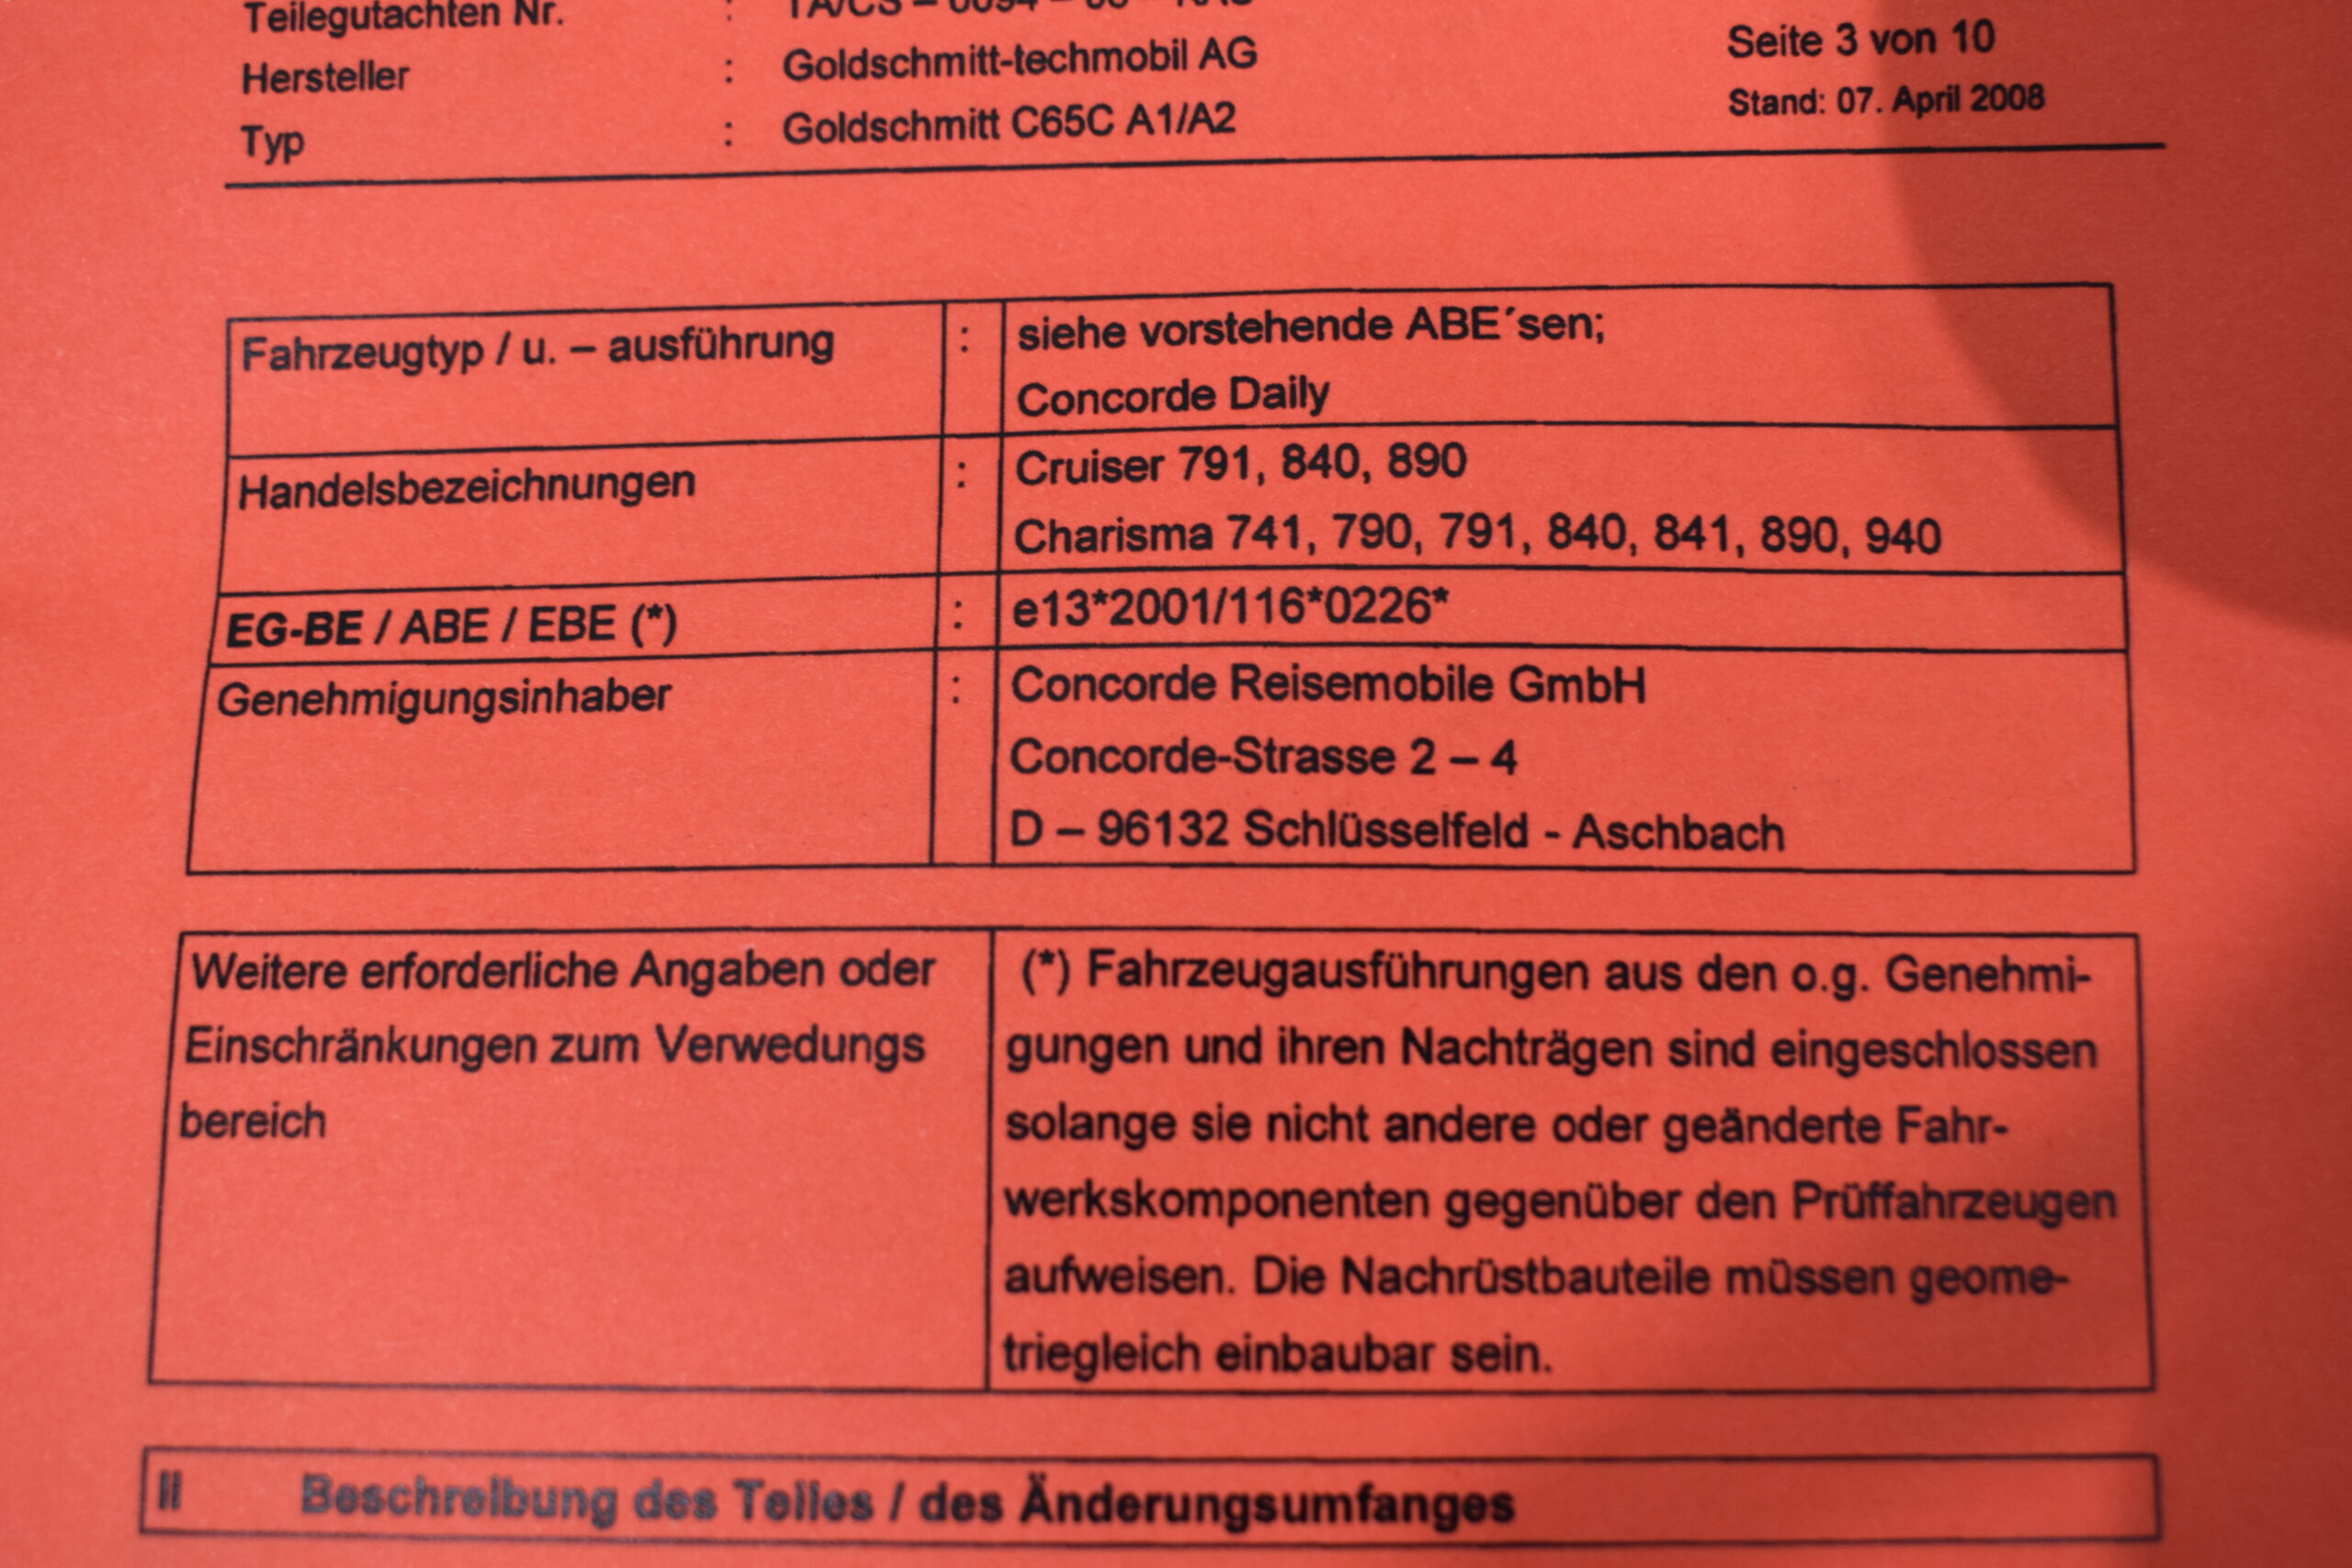 Teilegutachten Nr. :
Hersteller : Goldschmitt-techmobil AG
Typ : Goldschmitt C65C A1/A2
Seite 3 von 10
Stand: 07. April 2008
Fahrzeugtyp / u. – ausführung : siehe vorstehende ABE´sen;
Concorde Daily
Handelsbezeichnungen : Cruiser 791, 840, 890
Charisma 741, 790, 791, 840, 841, 890, 940
EG-BE / ABE / EBE (*) : e13*2001/116*0226*
Genehmigungsinhaber : Concorde Reisemobile GmbH
Concorde-Strasse 2 – 4
D – 96132 Schlüsselfeld - Aschbach
Weitere erforderliche Angaben oder
Einschränkungen zum Verwedungs
bereich
(*) Fahrzeugausführungen aus den o.g. Genehmi-
gungen und ihren Nachträgen sind eingeschlossen
solange sie nicht andere oder geänderte Fahr-
werkskomponenten gegenüber den Prüffahrzeugen
aufweisen. Die Nachrüstbauteile müssen geome-
triegleich einbaubar sein.
II Beschreibung des Teiles / des Änderungsumfanges